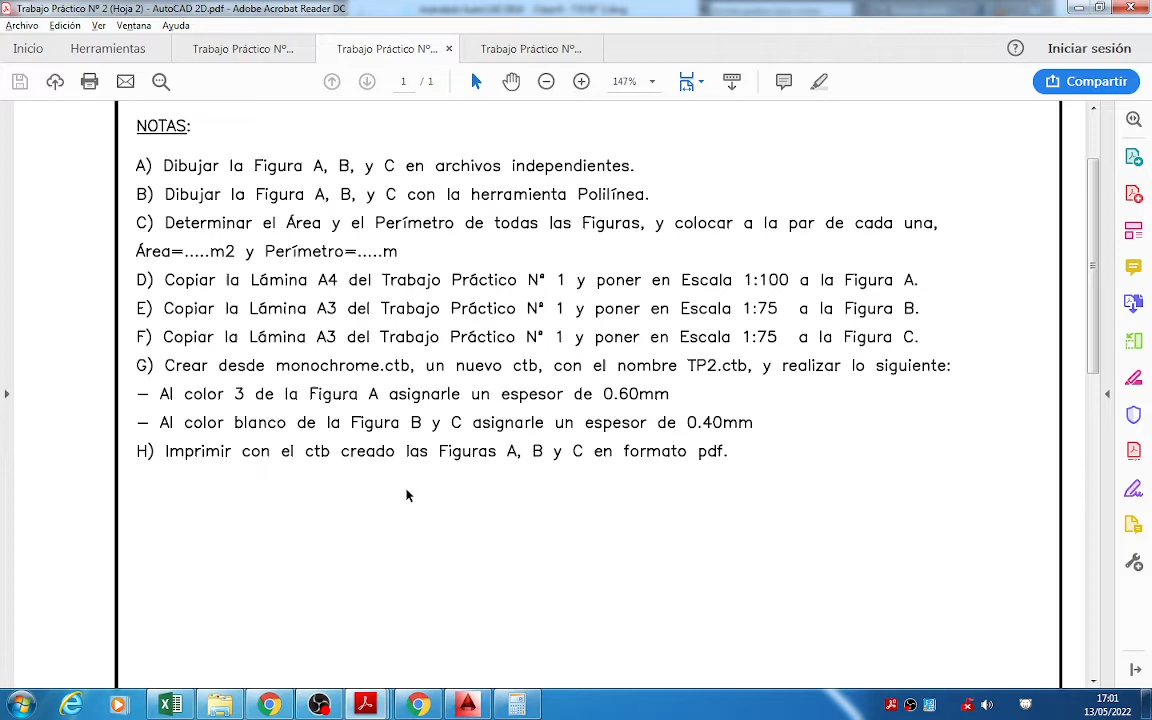 Trabajo Práctico Nº 2 (Hoja 2) - AutoCAD 2D.pdf - Adobe Acrobat Reader DC
Archivo Edición Ver Ventana Ayuda
Inicio Herramientas Trabajo Práctico Nº... Trabajo Práctico Nº... × Trabajo Práctico Nº... Iniciar sesión
1 / 1 147% Compartir
NOTAS:
A) Dibujar la Figura A, B, y C en archivos independientes.
B) Dibujar la Figura A, B, y C con la herramienta Polilínea.
C) Determinar el Área y el Perímetro de todas las Figuras, y colocar a la par de cada una,
Área=.....m2 y Perímetro=.....m
D) Copiar la Lámina A4 del Trabajo Práctico Nº 1 y poner en Escala 1:100 a la Figura A.
E) Copiar la Lámina A3 del Trabajo Práctico Nº 1 y poner en Escala 1:75 a la Figura B.
F) Copiar la Lámina A3 del Trabajo Práctico Nº 1 y poner en Escala 1:75 a la Figura C.
G) Crear desde monochrome.ctb, un nuevo ctb, con el nombre TP2.ctb, y realizar lo siguiente:
- Al color 3 de la Figura A asignarle un espesor de 0.60mm
- Al color blanco de la Figura B y C asignarle un espesor de 0.40mm
H) Imprimir con el ctb creado las Figuras A, B y C en formato pdf.
17:01
13/05/2022